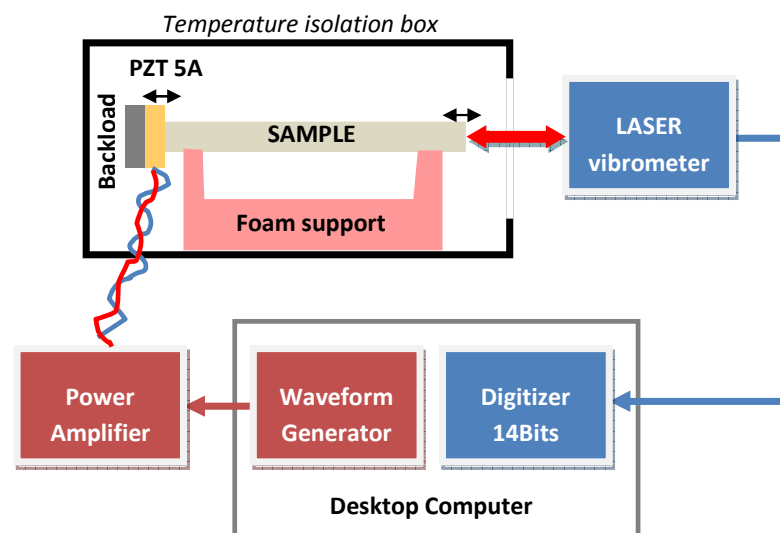 Temperature isolation box
PZT 5A
Backload
SAMPLE
LASER
vibrometer
Foam support
Power
Amplifier
Waveform
Generator
Digitizer
14Bits
Desktop Computer